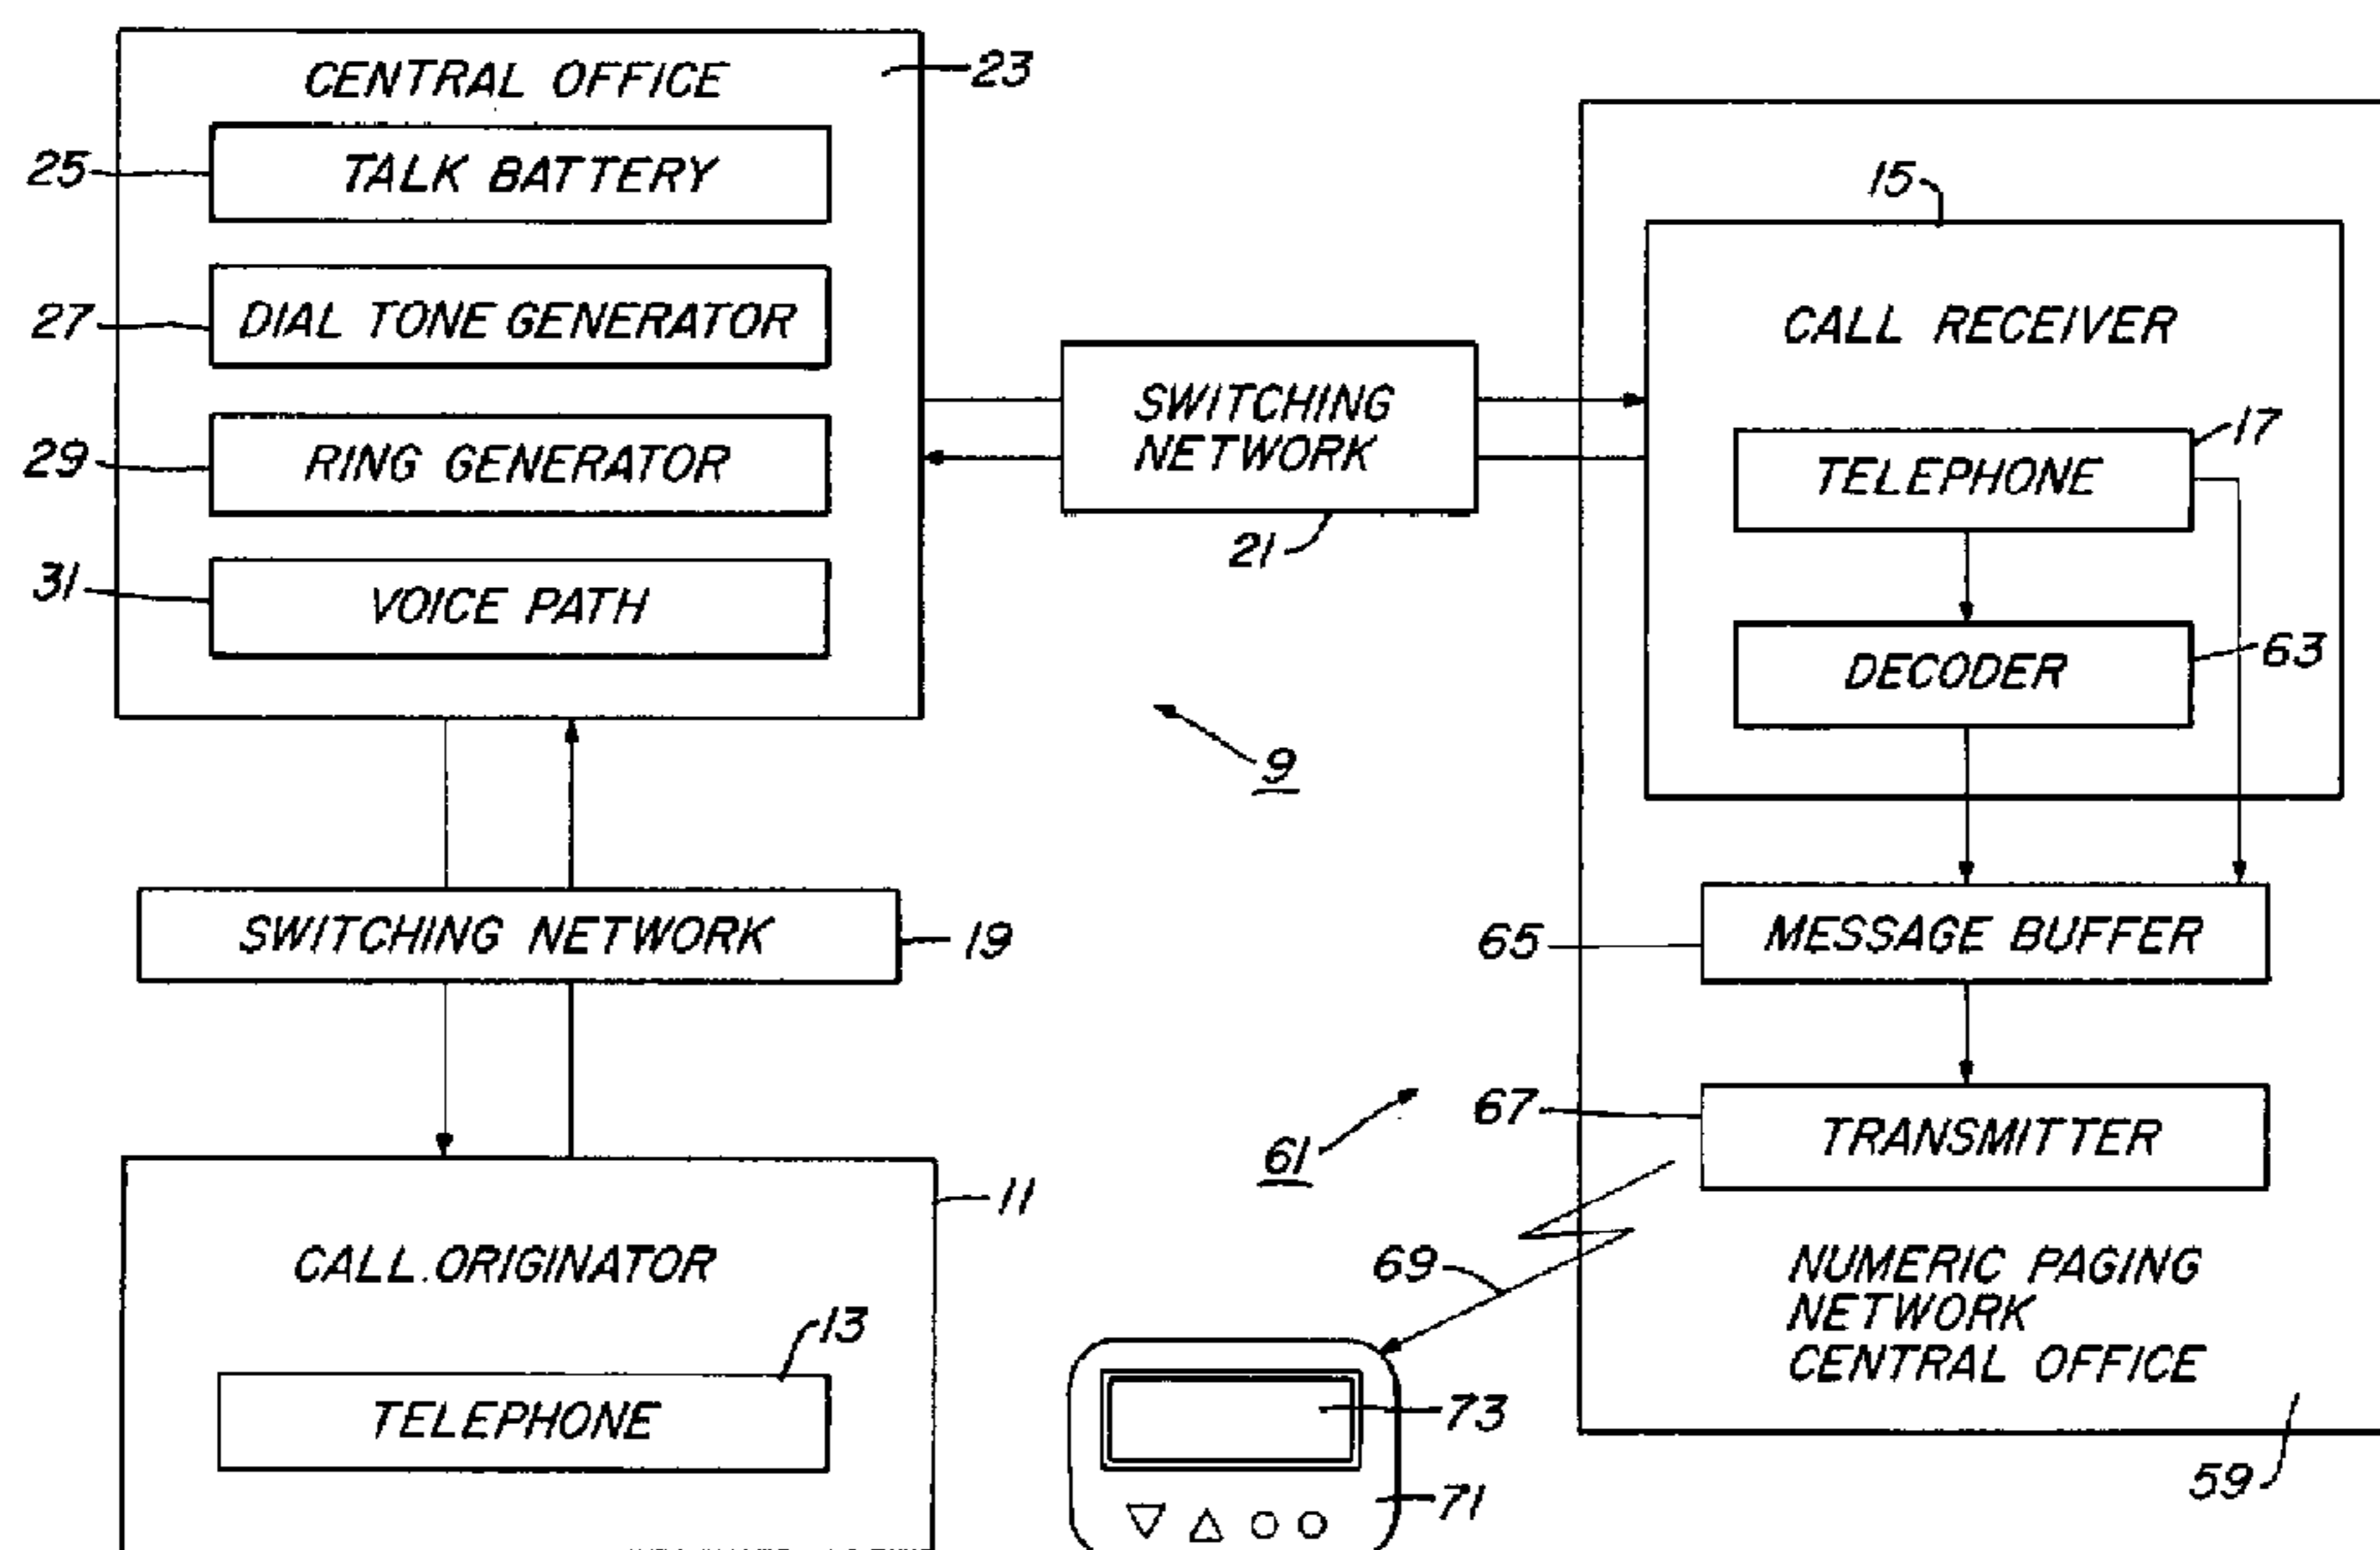 CENTRAL OFFICE
23
25
TALK BATTERY
27
DIAL TONE GENERATOR
29
RING GENERATOR
31
VOICE PATH
SWITCHING
NETWORK
21
15
CALL RECEIVER
17
TELEPHONE
DECODER
63
9
SWITCHING NETWORK
19
65
MESSAGE BUFFER
67
TRANSMITTER
61
69
NUMERIC PAGING
NETWORK
CENTRAL OFFICE
59
11
CALL.ORIGINATOR
13
TELEPHONE
73
71